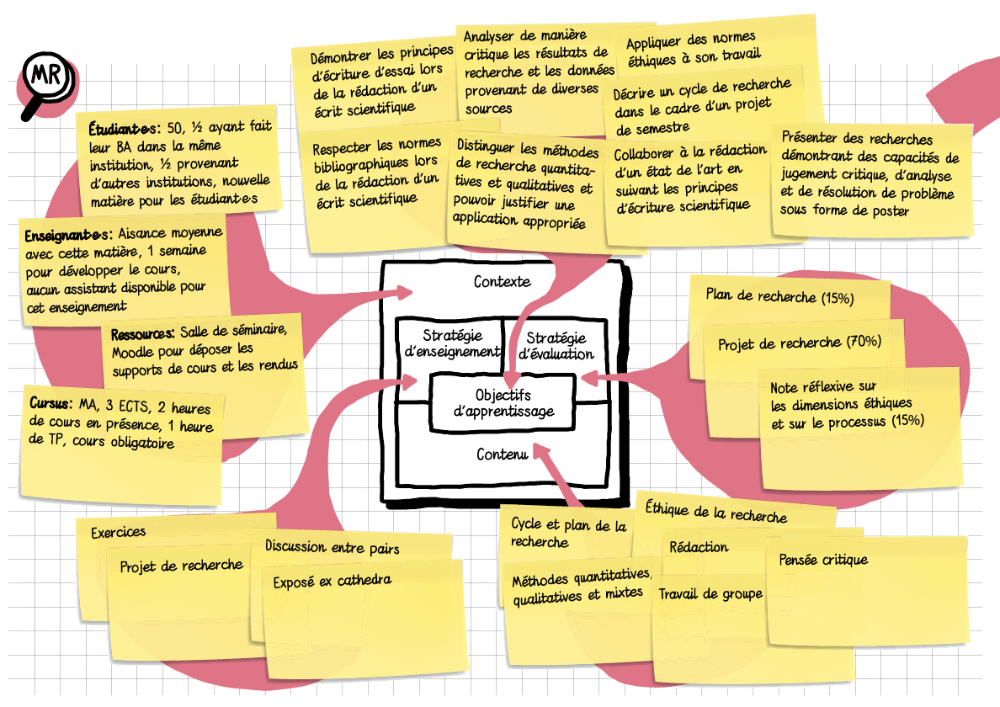 MR
Étudiant·e·s: 50, ½ ayant fait
leur BA dans la même
institution, ½ provenant
d'autres institutions, nouvelle
matière pour les étudiant·e·s
Enseignant·e·s: Aisance moyenne
avec cette matière, 1 semaine
pour développer le cours,
aucun assistant disponible pour
cet enseignement
Ressources: Salle de séminaire,
Moodle pour déposer les
supports de cours et les rendus
Cursus: MA, 3 ECTS, 2 heures
de cours en présence, 1 heure
de TP, cours obligatoire
Démontrer les principes
d'écriture d'essai lors
de la rédaction d'un
écrit scientifique
Analyser de manière
critique les résultats de
recherche et les données
provenant de diverses
sources
Appliquer des normes
éthiques à son travail
Décrire un cycle de recherche
dans le cadre d'un projet
de semestre
Respecter les normes
bibliographiques lors
de la rédaction d'un
écrit scientifique
Distinguer les méthodes
de recherche quantita-
tives et qualitatives et
pouvoir justifier une
application appropriée
Collaborer à la rédaction
d'un état de l'art en
suivant les principes
d'écriture scientifique
Présenter des recherches
démontrant des capacités de
jugement critique, d'analyse
et de résolution de problème
sous forme de poster
Contexte
Stratégie
d'enseignement
Stratégie
d'évaluation
Objectifs
d'apprentissage
Contenu
Plan de recherche (15%)
Projet de recherche (70%)
Note réflexive sur
les dimensions éthiques
et sur le processus (15%)
Exercices
Projet de recherche
Discussion entre pairs
Exposé ex cathedra
Cycle et plan de la
recherche
Éthique de la recherche
Méthodes quantitatives,
qualitatives et mixtes
Rédaction
Travail de groupe
Pensée critique